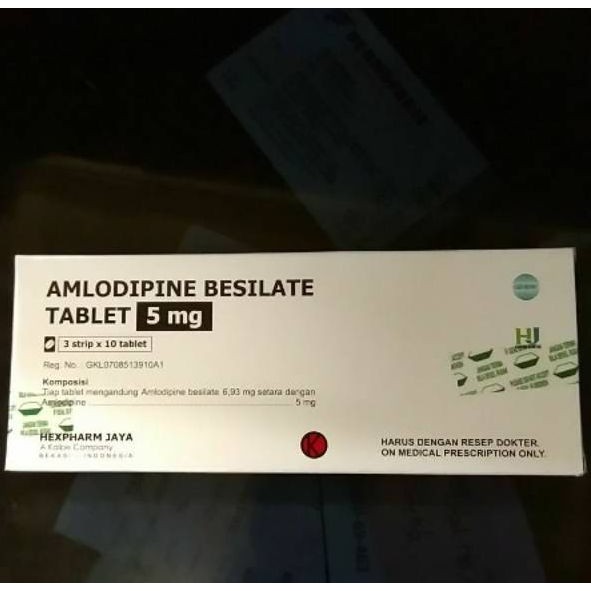 AMLODIPINE BESILATE
TABLET 5 mg
3 strip x 10 tablet
Reg. No. GKL0708513910A1
Komposisi
Tiap tablet mengandung Amlodipine besilate 6,93 mg setara dengan
Amlodipine 5 mg
HJ
HEXPHARM JAYA
A Kalbe Company
BEKASI - INDONESIA
K
HARUS DENGAN RESEP DOKTER.
ON MEDICAL PRESCRIPTION ONLY.